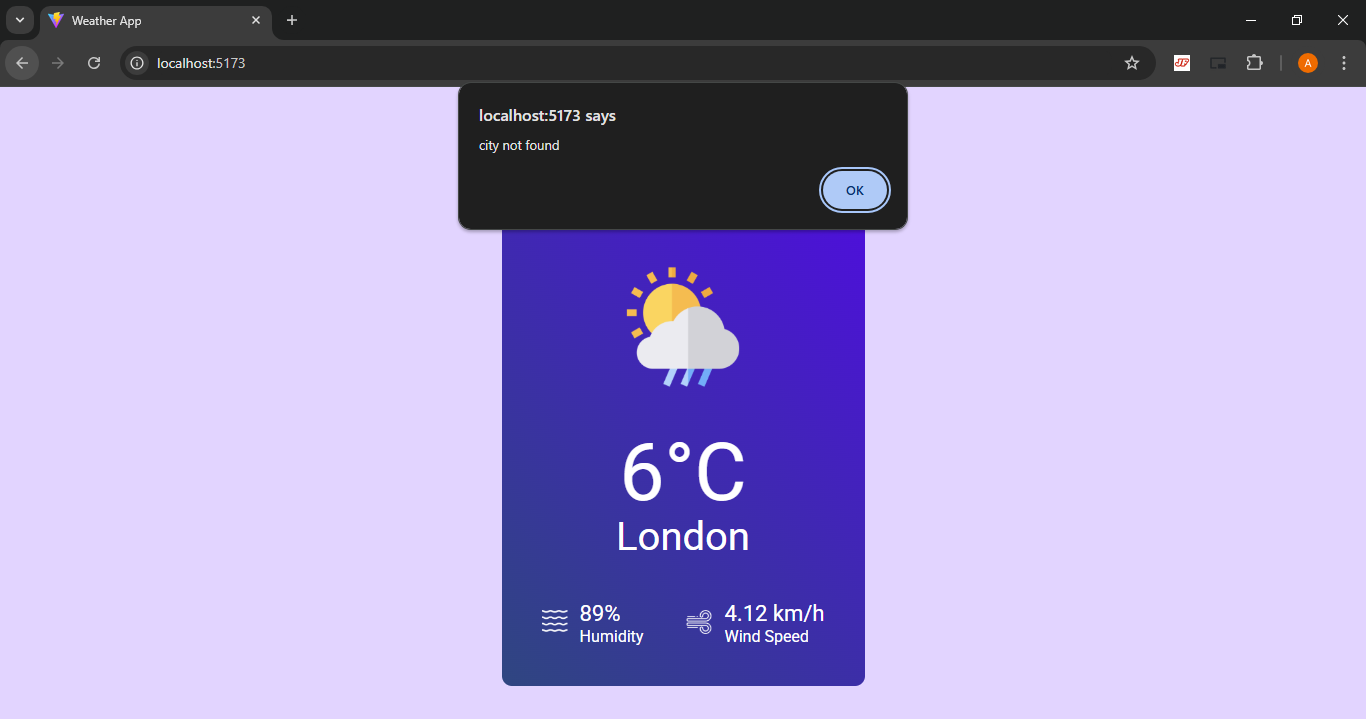 Weather App
localhost:5173
A
localhost:5173 says
city not found
OK
6°C
London
89%
Humidity
4.12 km/h
Wind Speed